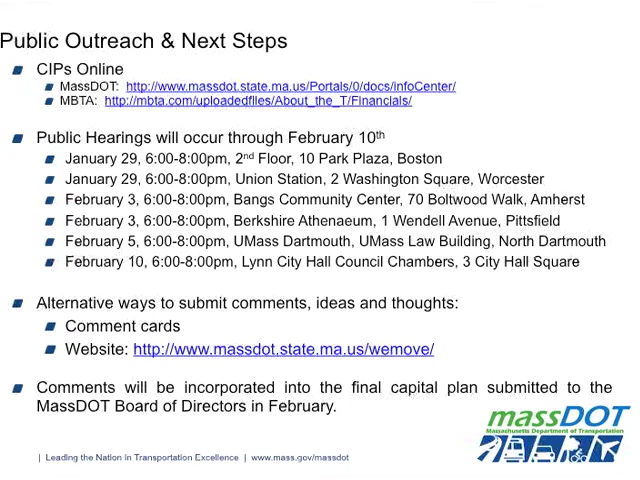 Public Outreach & Next Steps
CIPs Online
MassDOT: http://www.massdot.state.ma.us/Portals/0/docs/infoCenter/
MBTA: http://mbta.com/uploadedfiles/About_the_T/Financials/
Public Hearings will occur through February 10th
January 29, 6:00-8:00pm, 2nd Floor, 10 Park Plaza, Boston
January 29, 6:00-8:00pm, Union Station, 2 Washington Square, Worcester
February 3, 6:00-8:00pm, Bangs Community Center, 70 Boltwood Walk, Amherst
February 3, 6:00-8:00pm, Berkshire Athenaeum, 1 Wendell Avenue, Pittsfield
February 5, 6:00-8:00pm, UMass Dartmouth, UMass Law Building, North Dartmouth
February 10, 6:00-8:00pm, Lynn City Hall Council Chambers, 3 City Hall Square
Alternative ways to submit comments, ideas and thoughts:
Comment cards
Website: http://www.massdot.state.ma.us/wemove/
Comments will be incorporated into the final capital plan submitted to the
MassDOT Board of Directors in February.
massDOT
Massachusetts Department of Transportation
| Leading the Nation in Transportation Excellence | www.mass.gov/massdot